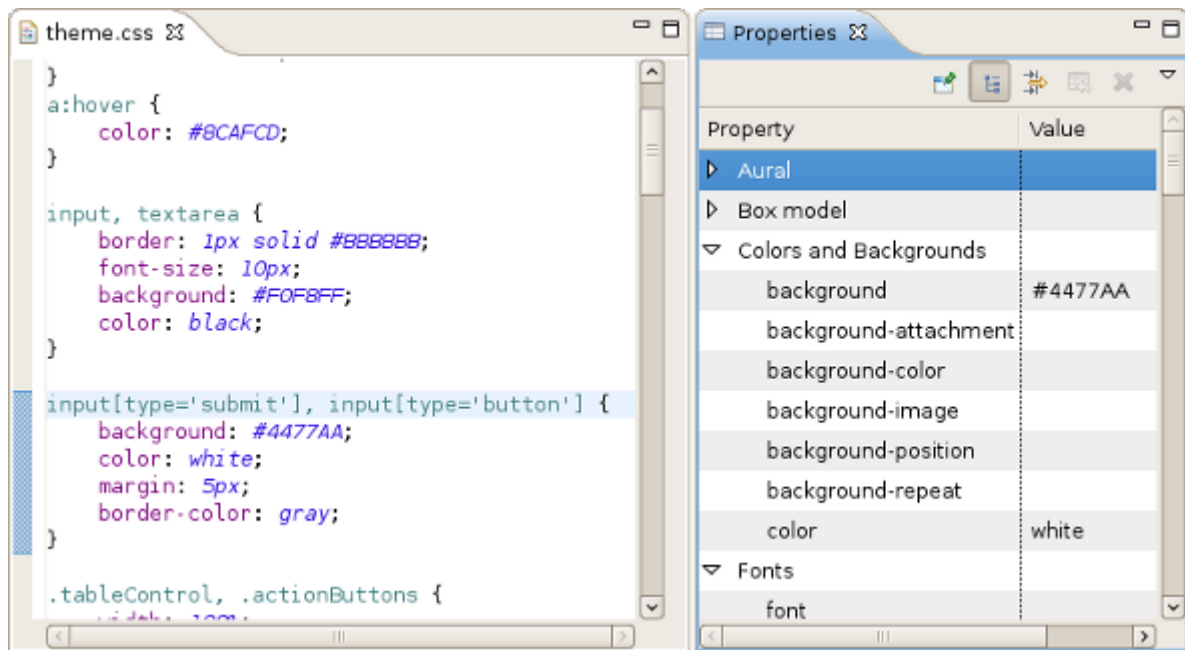 theme.css
}
a:hover {
color: #8CAFCD;
}
input, textarea {
border: 1px solid #BBBBBB;
font-size: 10px;
background: #F0F8FF;
color: black;
}
input[type='submit'], input[type='button'] {
background: #4477AA;
color: white;
margin: 5px;
border-color: gray;
}
.tableControl, .actionButtons {
width: 100%;
Properties
Property Value
Aural
Box model
Colors and Backgrounds
background #4477AA
background-attachment
background-color
background-image
background-position
background-repeat
color white
Fonts
font